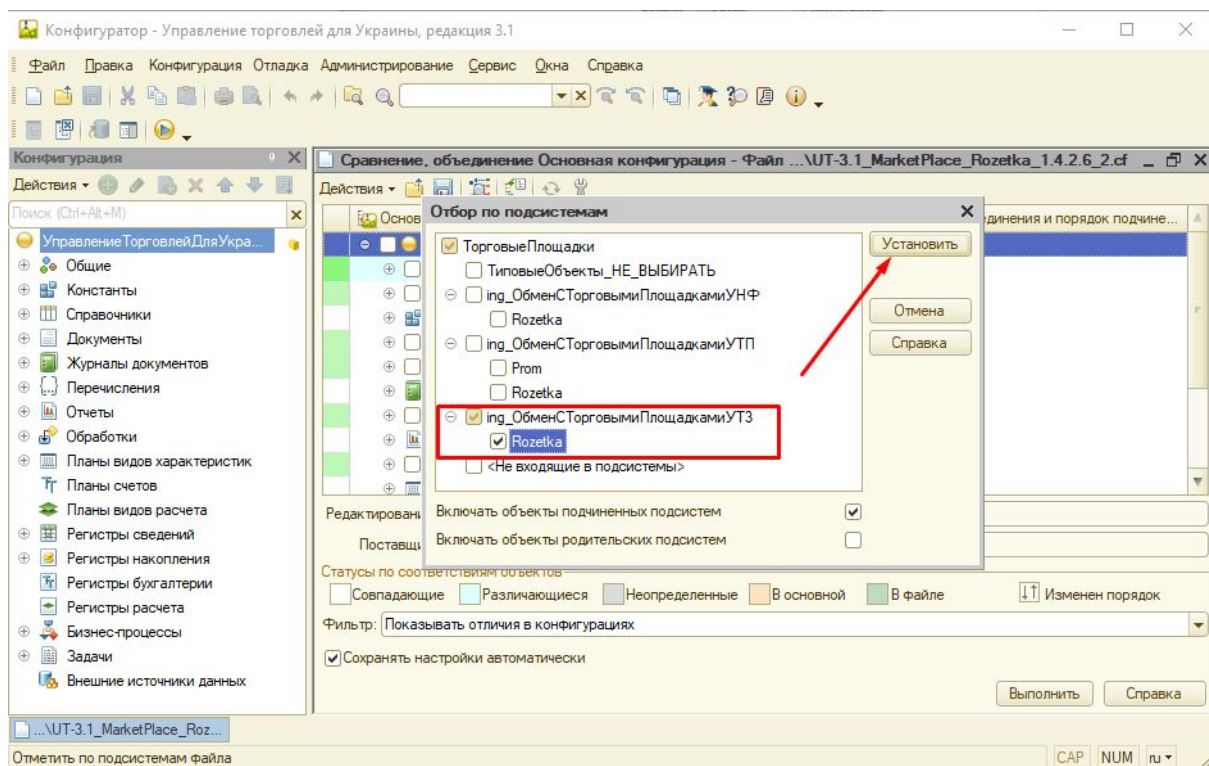 Конфигуратор - Управление торговлей для Украины, редакция 3.1
Файл Правка Конфигурация Отладка Администрирование Сервис Окна Справка
Конфигурация
Действия
Поиск (Ctrl+Alt+M)
УправлениеТорговлейДляУкра...
Общие
Константы
Справочники
Документы
Журналы документов
Перечисления
Отчеты
Обработки
Планы видов характеристик
Планы счетов
Планы видов расчета
Регистры сведений
Регистры накопления
Регистры бухгалтерии
Регистры расчета
Бизнес-процессы
Задачи
Внешние источники данных
Сравнение, объединение Основная конфигурация - Файл ...\UT-3.1_MarketPlace_Rozetka_1.4.2.6_2.cf
Действия
Основ
динения и порядок подчине...
Отбор по подсистемам
ТорговыеПлощадки
ТиповыеОбъекты_НЕ_ВЫБИРАТЬ
ing_ОбменСТорговымиПлощадкамиУНФ
Rozetka
ing_ОбменСТорговымиПлощадкамиУТП
Prom
Rozetka
ing_ОбменСТорговымиПлощадкамиУТ3
Rozetka
<Не входящие в подсистемы>
Установить
Отмена
Справка
Включать объекты подчиненных подсистем
Включать объекты родительских подсистем
Редактировани
Поставщи
Статусы по соответствиям объектов
Совпадающие Различающиеся Неопределенные В основной В файле Изменен порядок
Фильтр: Показывать отличия в конфигурациях
Сохранять настройки автоматически
Выполнить Справка
...\UT-3.1_MarketPlace_Roz...
Отметить по подсистемам файла
CAP NUM ru